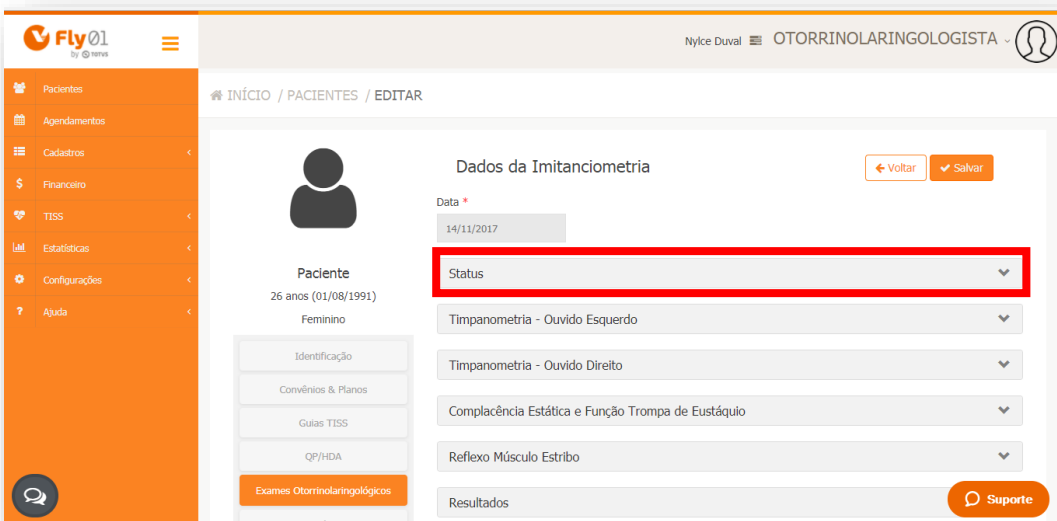 Fly01
by TOTVS
Nylce Duval OTORRINOLARINGOLOGISTA
Pacientes
Agendamentos
Cadastros
Financeiro
TISS
Estatísticas
Configurações
Ajuda
INÍCIO / PACIENTES / EDITAR
Paciente
26 anos (01/08/1991)
Feminino
Identificação
Convênios & Planos
Guias TISS
QP/HDA
Exames Otorrinolaringológicos
Dados da Imitanciometria
Voltar
Salvar
Data *
14/11/2017
Status
Timpanometria - Ouvido Esquerdo
Timpanometria - Ouvido Direito
Complacência Estática e Função Trompa de Eustáquio
Reflexo Músculo Estribo
Resultados
Suporte